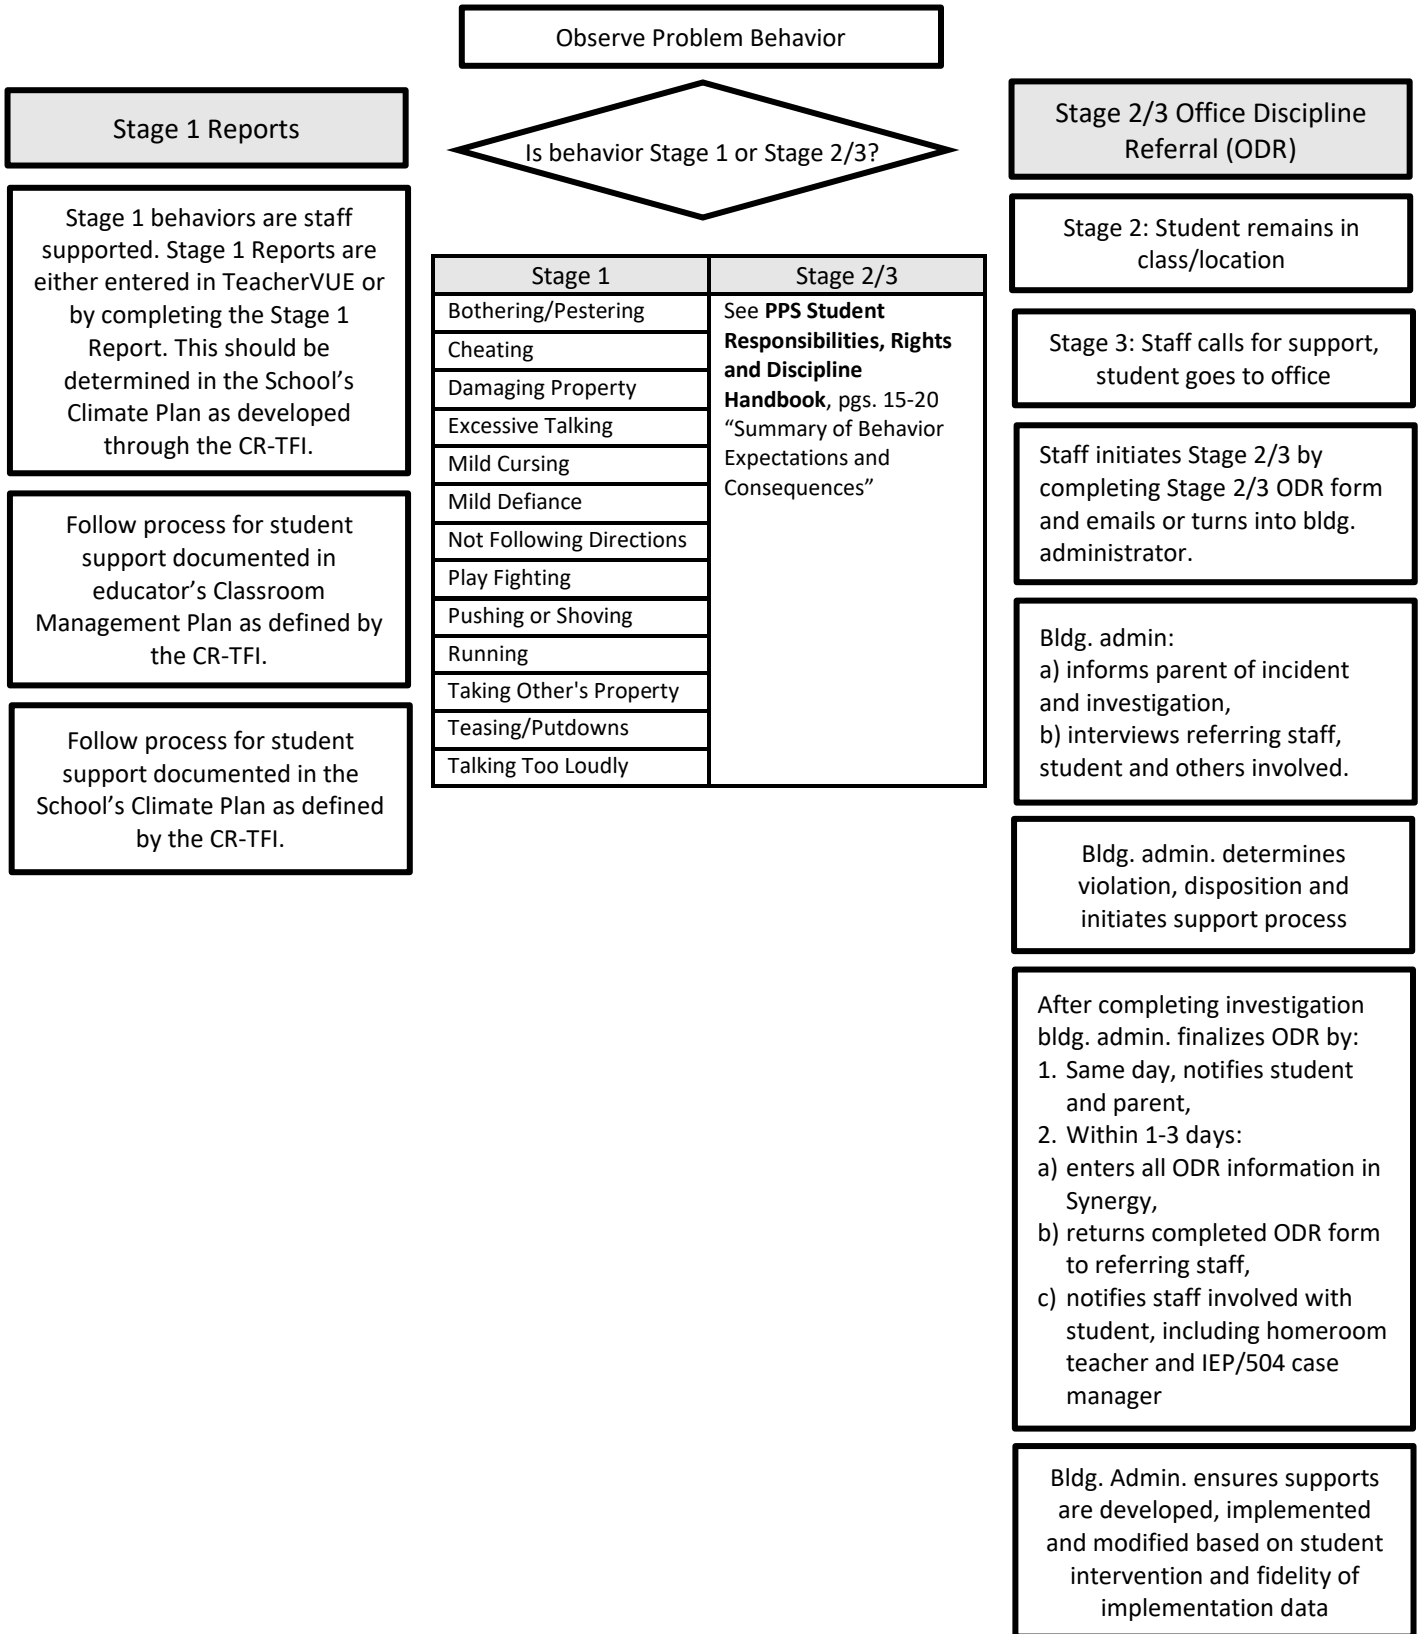 Observe Problem Behavior
Is behavior Stage 1 or Stage 2/3?
Stage 1 Reports
Stage 1 behaviors are staff
supported. Stage 1 Reports are
either entered in TeacherVUE or
by completing the Stage 1
Report. This should be
determined in the School’s
Climate Plan as developed
through the CR-TFI.
Follow process for student
support documented in
educator’s Classroom
Management Plan as defined by
the CR-TFI.
Follow process for student
support documented in the
School’s Climate Plan as defined
by the CR-TFI.
Stage 1
Bothering/Pestering
Cheating
Damaging Property
Excessive Talking
Mild Cursing
Mild Defiance
Not Following Directions
Play Fighting
Pushing or Shoving
Running
Taking Other's Property
Teasing/Putdowns
Talking Too Loudly
Stage 2/3
See PPS Student
Responsibilities, Rights
and Discipline
Handbook, pgs. 15-20
“Summary of Behavior
Expectations and
Consequences”
Stage 2/3 Office Discipline
Referral (ODR)
Stage 2: Student remains in
class/location
Stage 3: Staff calls for support,
student goes to office
Staff initiates Stage 2/3 by
completing Stage 2/3 ODR form
and emails or turns into bldg.
administrator.
Bldg. admin:
a) informs parent of incident
and investigation,
b) interviews referring staff,
student and others involved.
Bldg. admin. determines
violation, disposition and
initiates support process
After completing investigation
bldg. admin. finalizes ODR by:
1. Same day, notifies student
and parent,
2. Within 1-3 days:
a) enters all ODR information in
Synergy,
b) returns completed ODR form
to referring staff,
c) notifies staff involved with
student, including homeroom
teacher and IEP/504 case
manager
Bldg. Admin. ensures supports
are developed, implemented
and modified based on student
intervention and fidelity of
implementation data